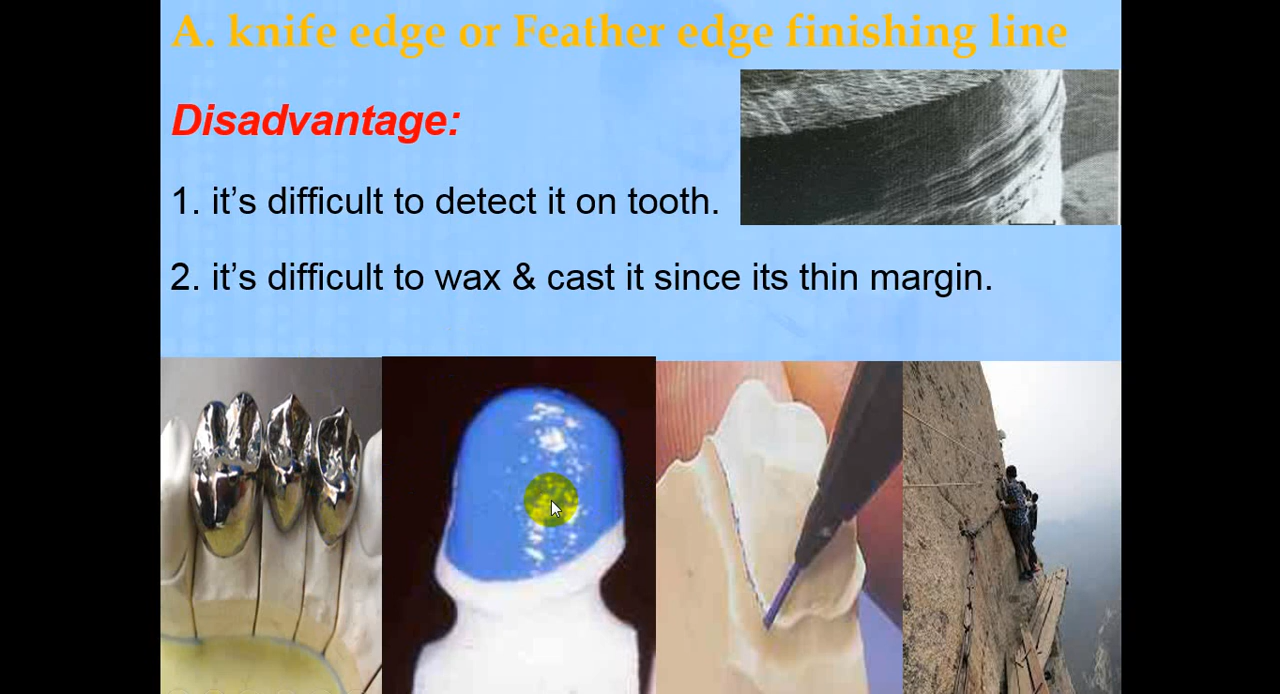 A. knife edge or Feather edge finishing line
Disadvantage:
1. it’s difficult to detect it on tooth.
2. it’s difficult to wax & cast it since its thin margin.